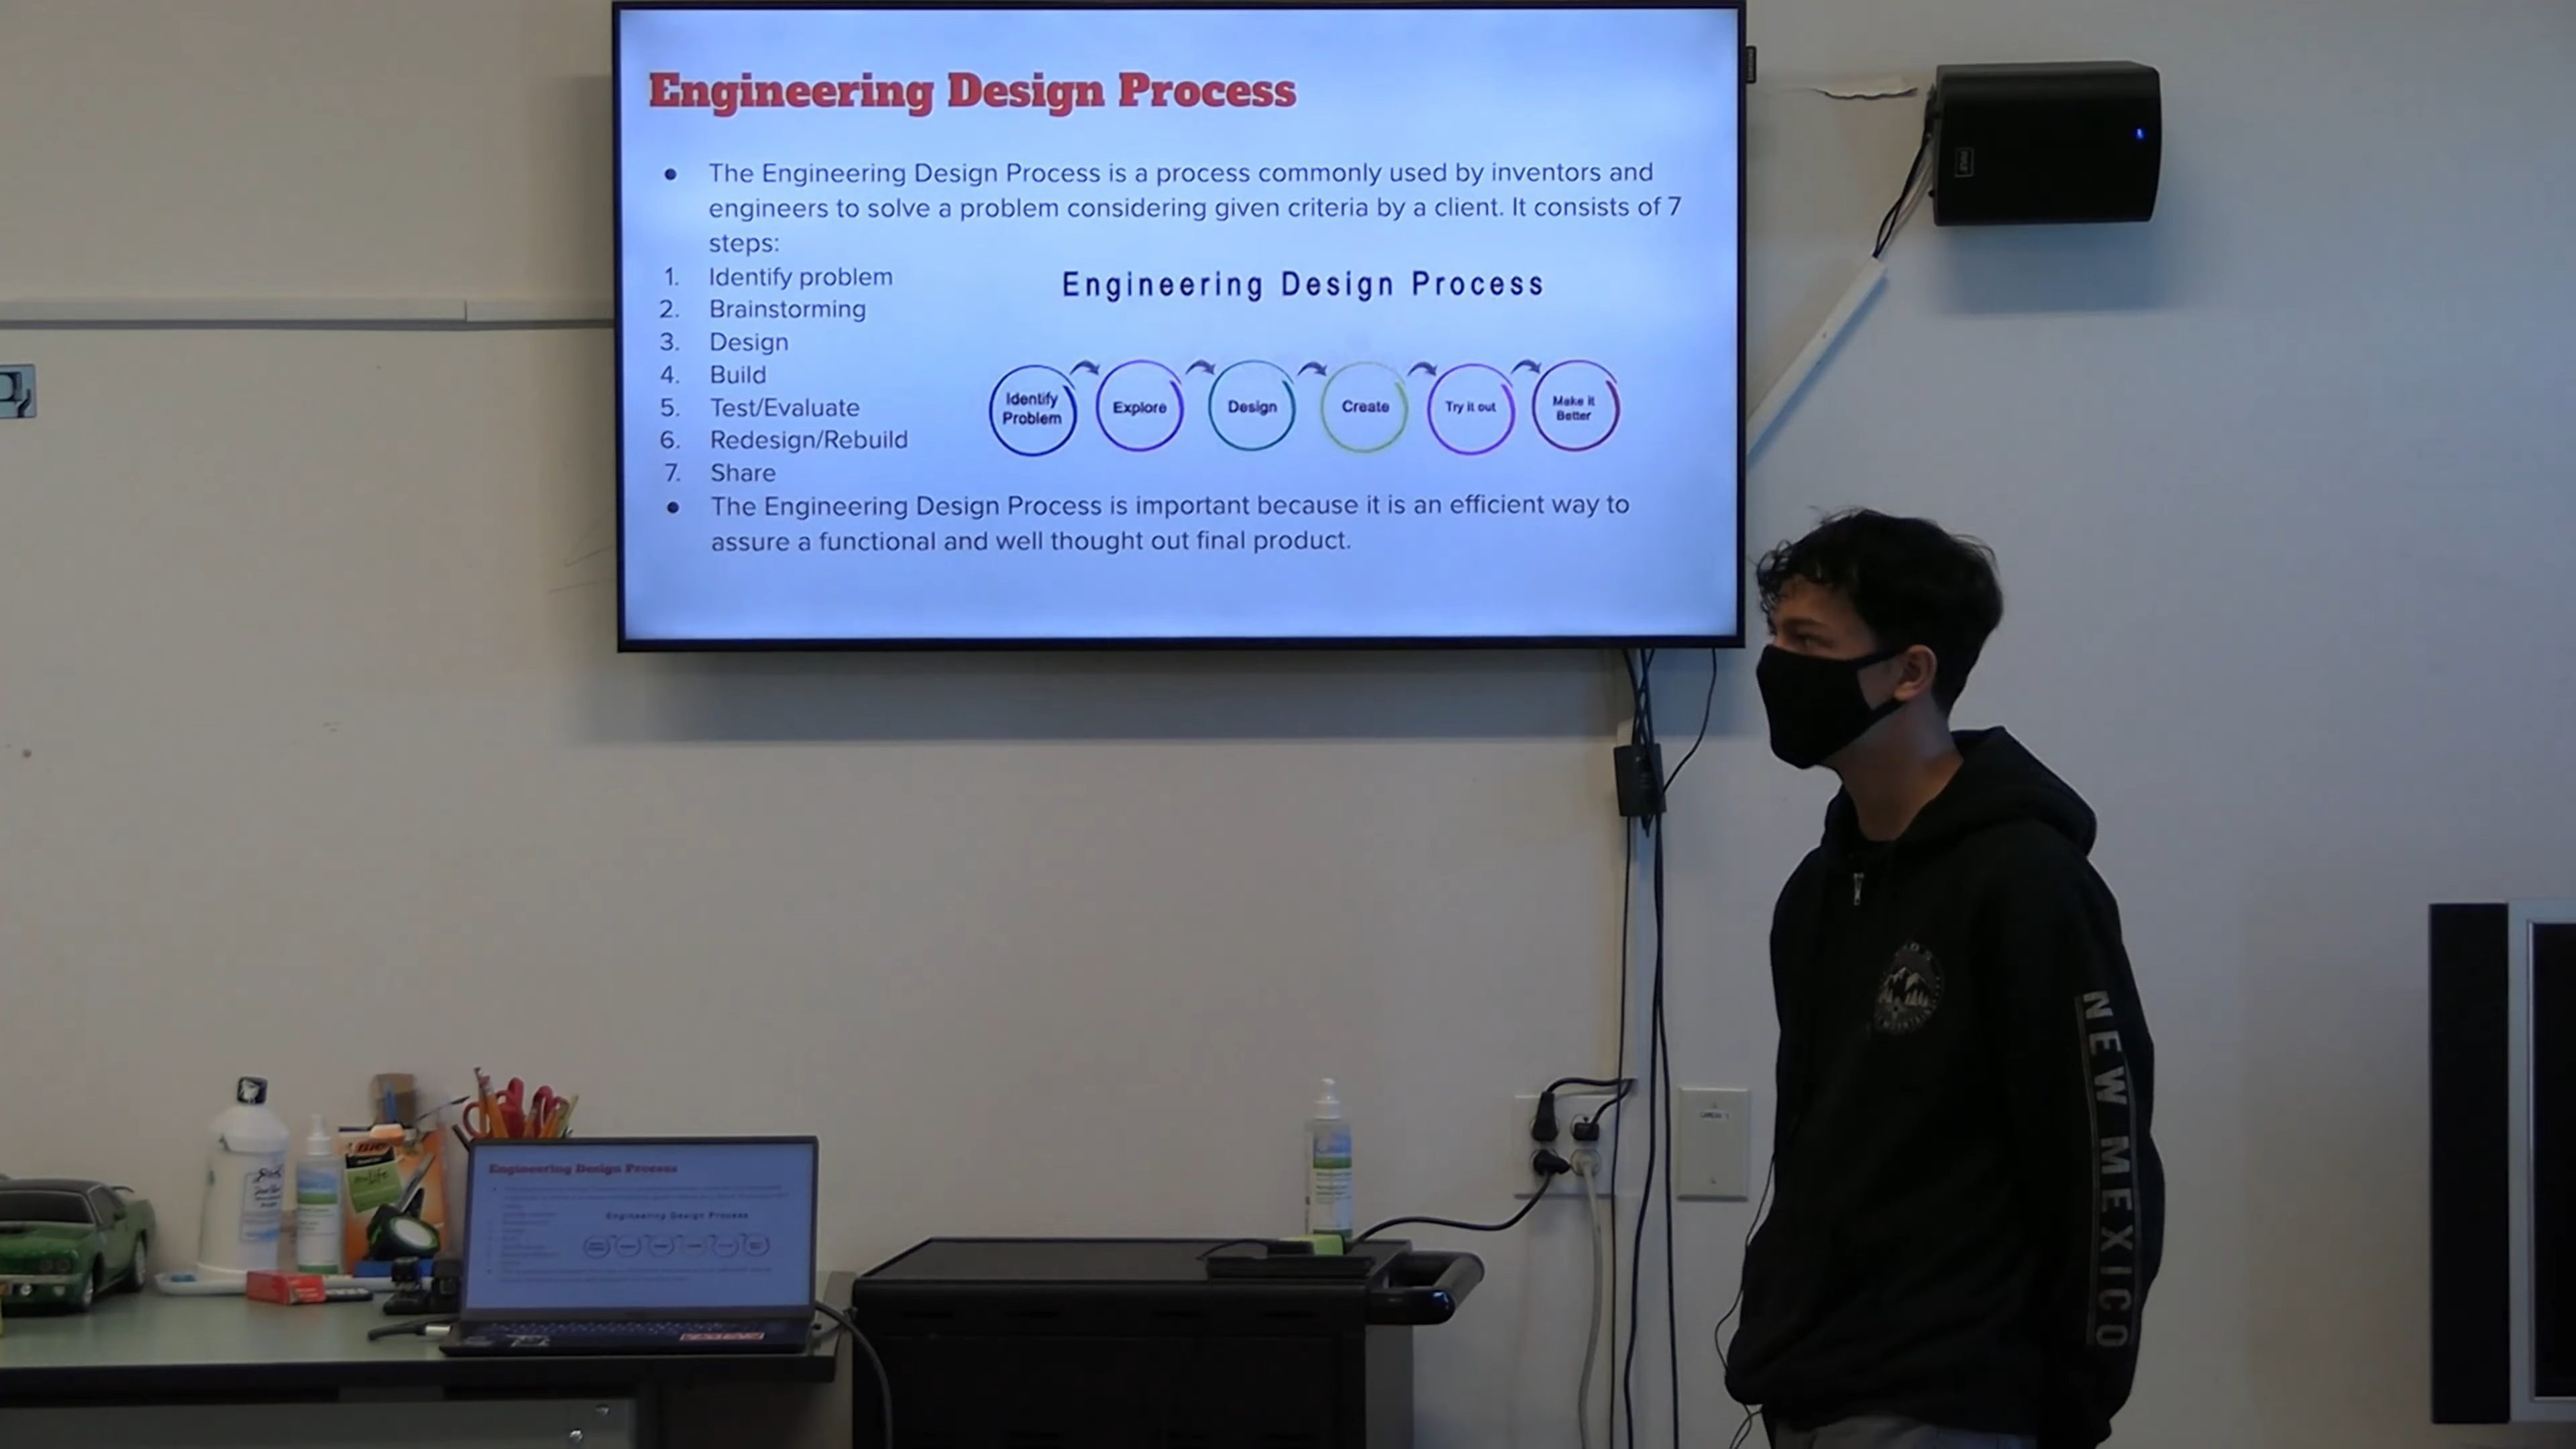 Engineering Design Process
● The Engineering Design Process is a process commonly used by inventors and
engineers to solve a problem considering given criteria by a client. It consists of 7
steps:
1. Identify problem
2. Brainstorming
3. Design
4. Build
5. Test/Evaluate
6. Redesign/Rebuild
7. Share
Engineering Design Process
Identify
Problem
Explore
Design
Create
Try it out
Make it
Better
● The Engineering Design Process is important because it is an efficient way to
assure a functional and well thought out final product.
NEW MEXICO
Engineering Design Process
Engineering Design Process